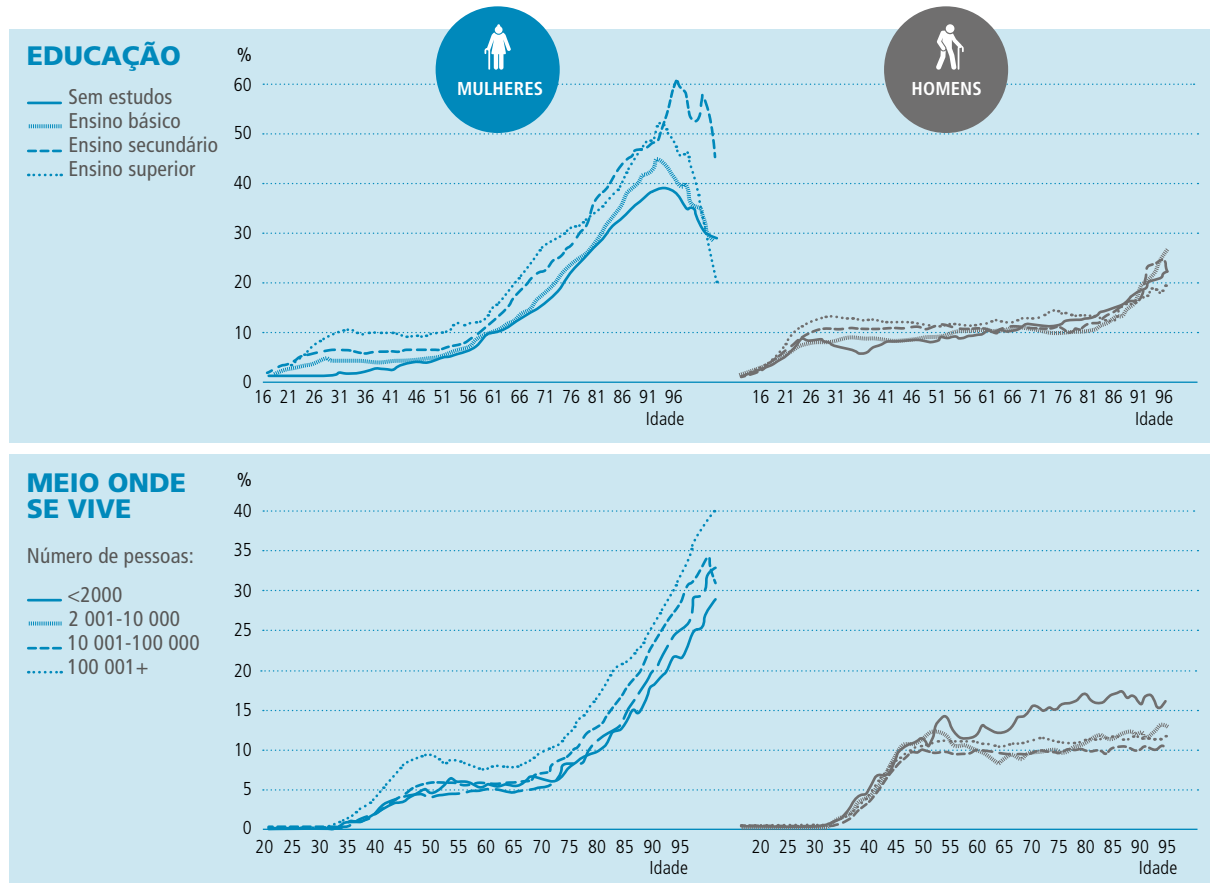 EDUCAÇÃO
Sem estudos
Ensino básico
Ensino secundário
Ensino superior
%
60
50
40
30
20
10
0
MULHERES
HOMENS
16 21 26 31 36 41 46 51 56 61 66 71 76 81 86 91 96
Idade
16 21 26 31 36 41 46 51 56 61 66 71 76 81 86 91 96
Idade
MEIO ONDE
SE VIVE
Número de pessoas:
<2000
2 001-10 000
10 001-100 000
100 001+
%
40
35
30
25
20
15
10
5
0
20 25 30 35 40 45 50 55 60 65 70 75 80 85 90 95
Idade
20 25 30 35 40 45 50 55 60 65 70 75 80 85 90 95
Idade